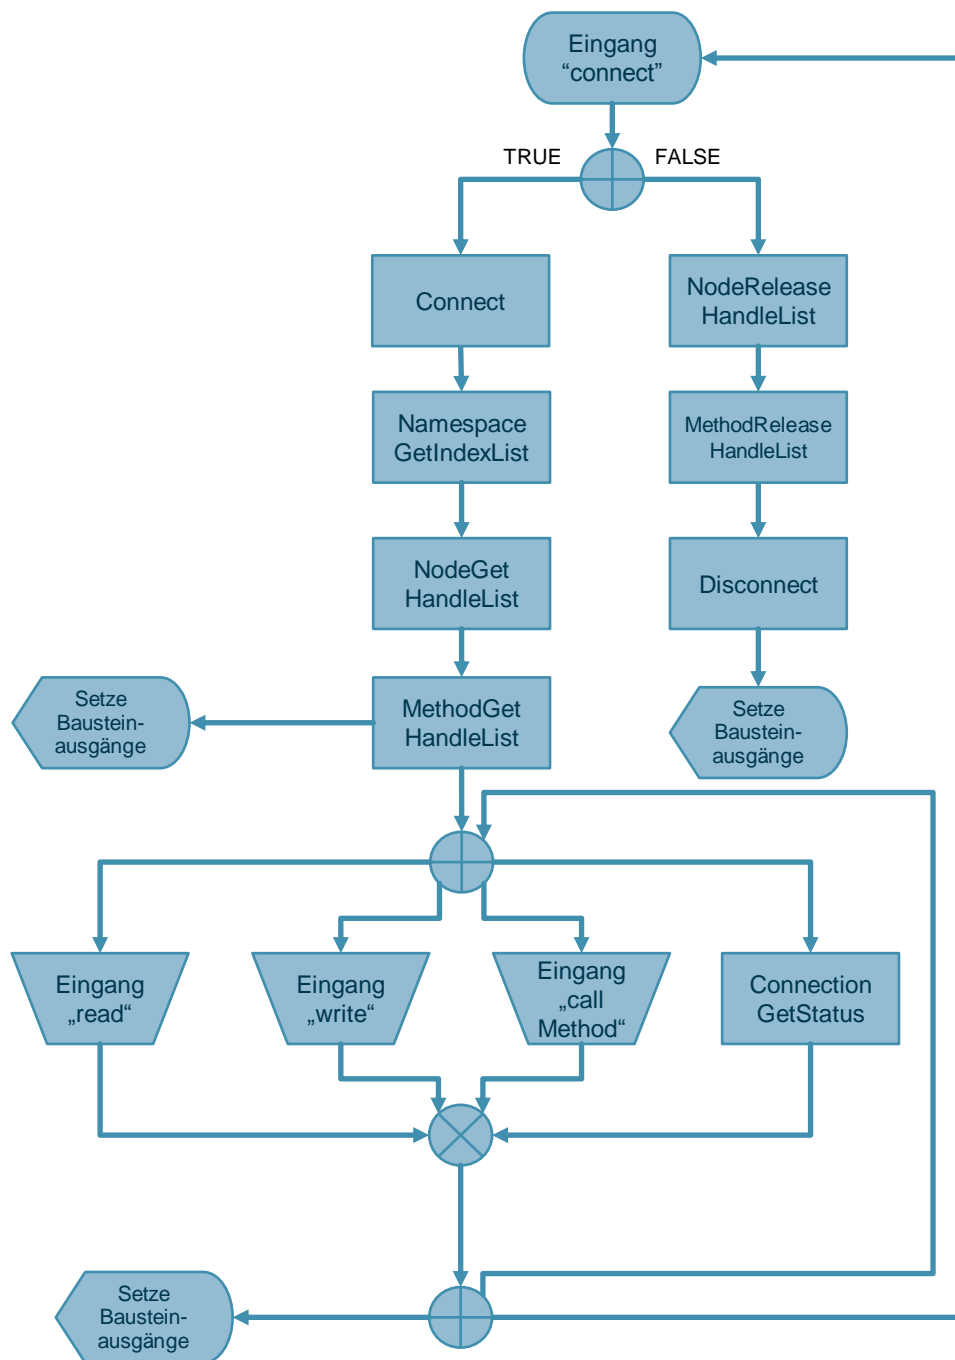 Eingang
“connect”
TRUE
FALSE
Connect
NodeRelease
HandleList
Namespace
GetIndexList
MethodRelease
HandleList
NodeGet
HandleList
Disconnect
Setze
Baustein-
ausgänge
MethodGet
HandleList
Setze
Baustein-
ausgänge
Eingang
„read“
Eingang
„write“
Eingang
„call
Method“
Connection
GetStatus
Setze
Baustein-
ausgänge